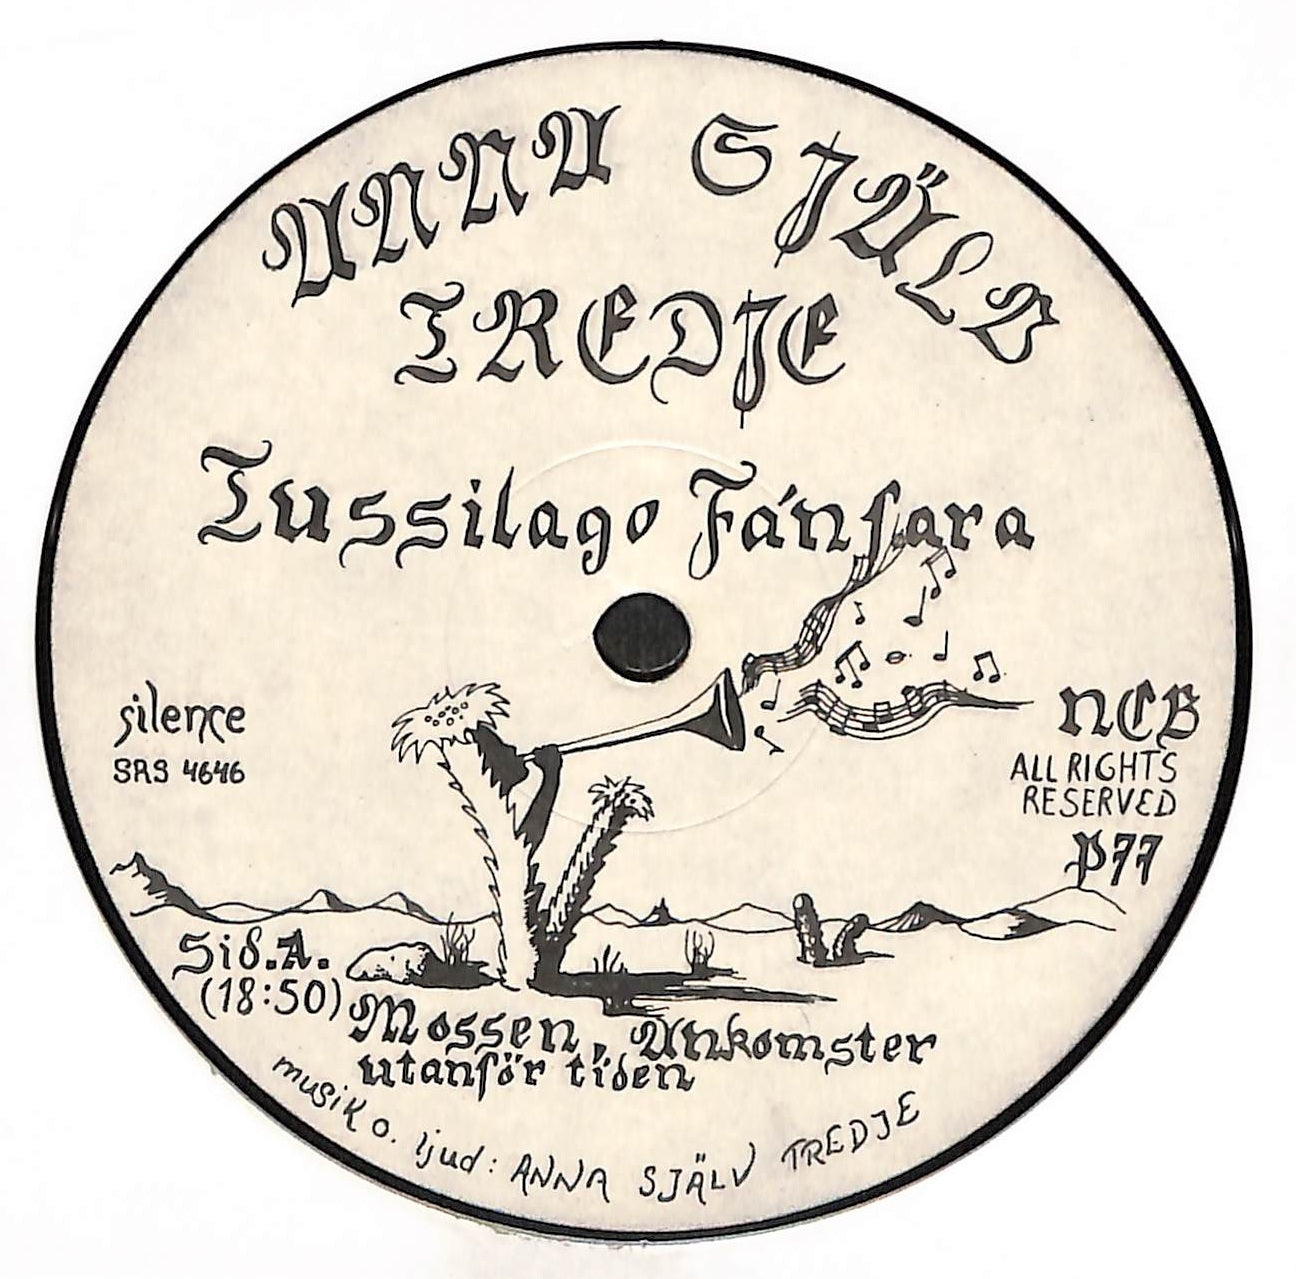 ANNA SJÄLV
TREDJE
Tussilago Fánfara
silence
SRS 4646
NCB
ALL RIGHTS
RESERVED
P77
Sid.A.
(18:50)
Mossen, Ankomster
utanför tiden
musik o. ljud: ANNA SJÄLV TREDJE